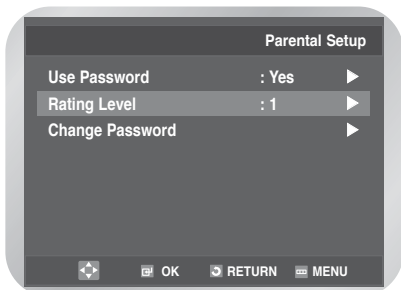 Parental Setup
Use Password : Yes
Rating Level : 1
Change Password
OK RETURN MENU